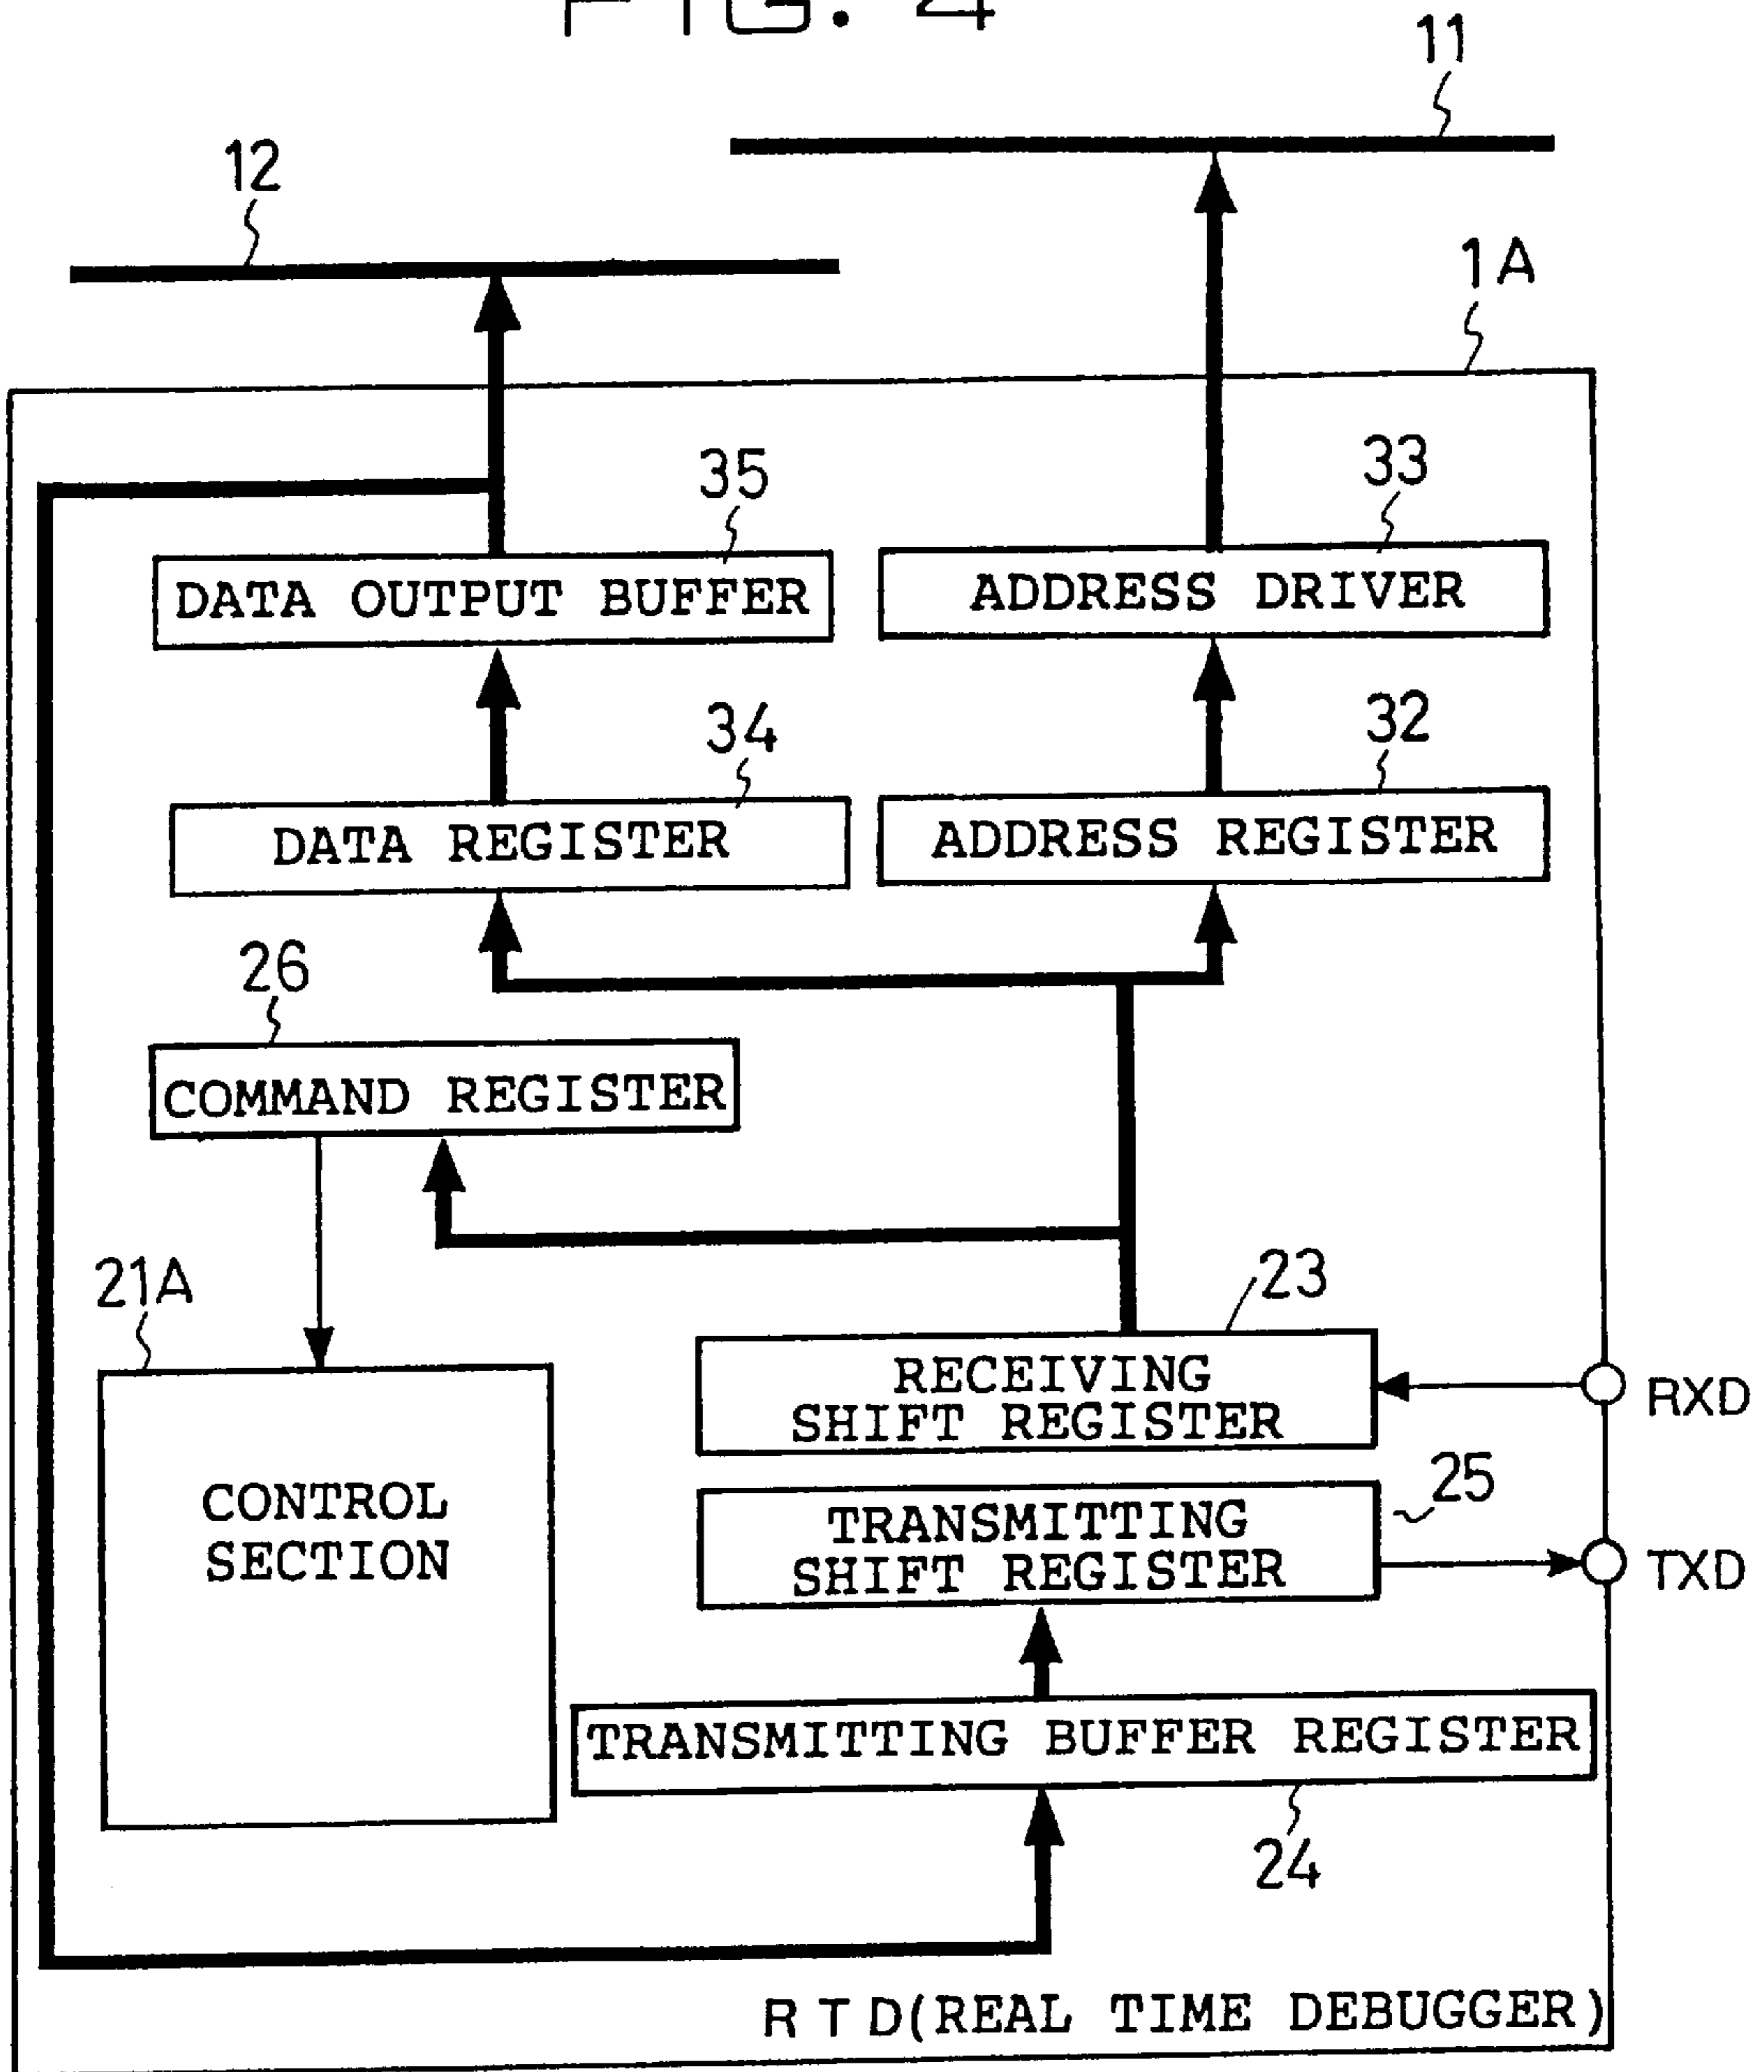 FIG. 4
11
12
1A
35
33
DATA OUTPUT BUFFER
ADDRESS DRIVER
34
32
DATA REGISTER
ADDRESS REGISTER
26
COMMAND REGISTER
21A
23
RECEIVING
SHIFT REGISTER
RXD
25
CONTROL
SECTION
TRANSMITTING
SHIFT REGISTER
TXD
TRANSMITTING BUFFER REGISTER
24
RTD(REAL TIME DEBUGGER)